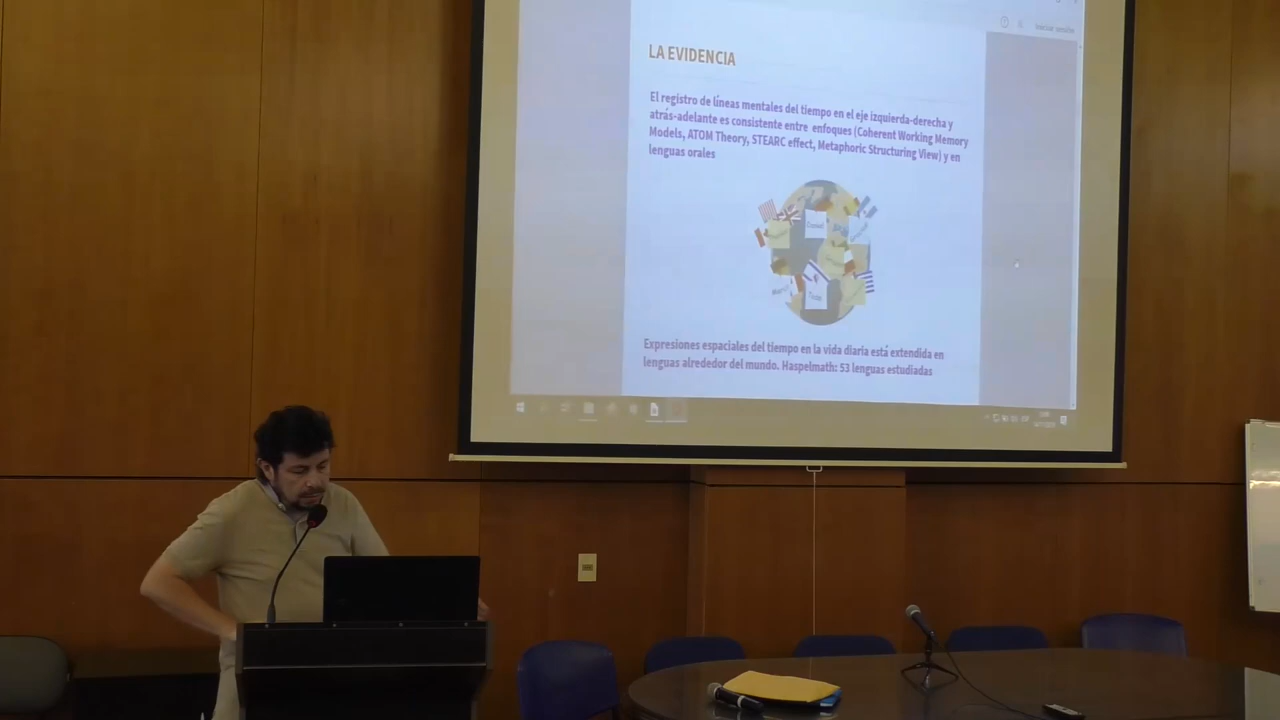 LA EVIDENCIA
El registro de líneas mentales del tiempo en el eje izquierda-derecha y
atrás-adelante es consistente entre enfoques (Coherent Working Memory
Models, ATOM Theory, STEARC effect, Metaphoric Structuring View) y en
lenguas orales
Expresiones espaciales del tiempo en la vida diaria está extendida en
lenguas alrededor del mundo. Haspelmath: 53 lenguas estudiadas